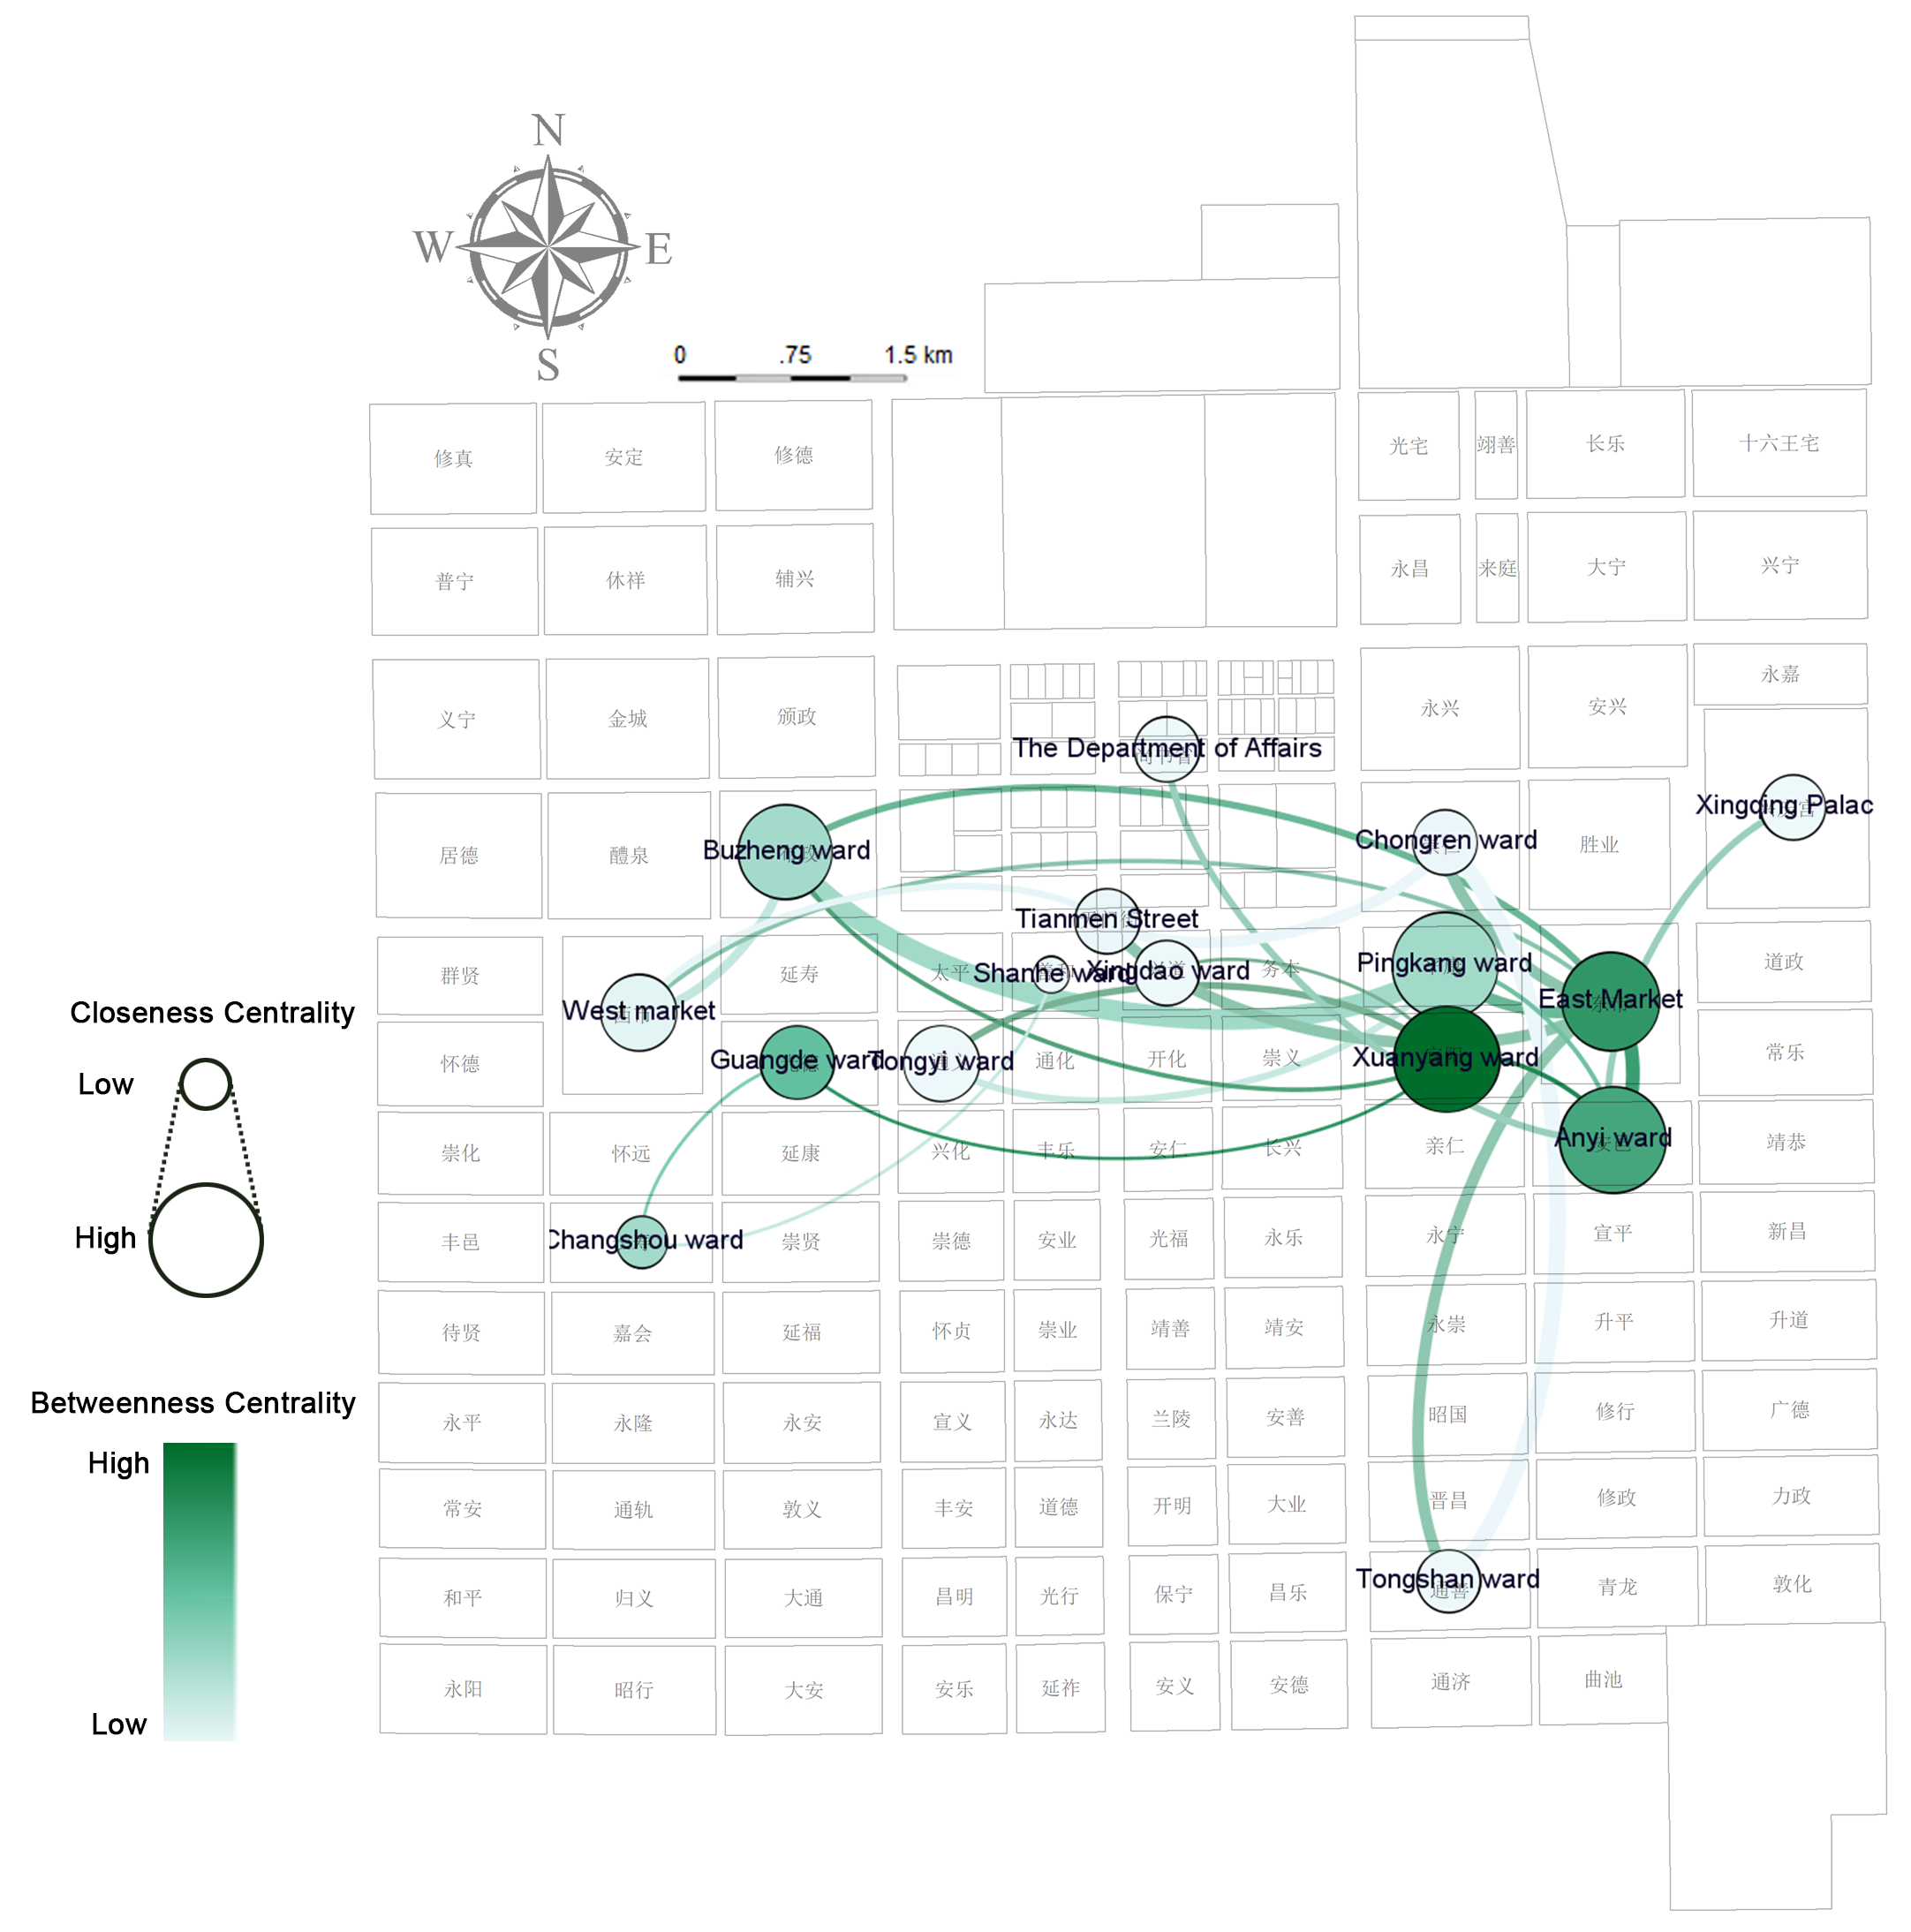 N
W
E
S
0 .75 1.5 km
修真
安定
修德
光宅
翊善
长乐
十六王宅
普宁
休祥
辅兴
永昌
来庭
大宁
兴宁
义宁
金城
颁政
永兴
安兴
永嘉
The Department of Affairs
Xingqing Palac
居德
醴泉
Buzheng ward
Chongren ward
胜业
Tianmen Street
群贤
延寿
太平
Shanhe ward
Xingdao ward
务本
Pingkang ward
道政
West market
East Market
怀德
Guangde ward
Tongyi ward
通化
开化
崇义
Xuanyang ward
常乐
崇化
怀远
延康
兴化
丰乐
安仁
长兴
亲仁
Anyi ward
靖恭
丰邑
Changshou ward
崇贤
崇德
安业
光福
永乐
永宁
宣平
新昌
待贤
嘉会
延福
怀贞
崇业
靖善
靖安
永崇
升平
升道
永平
永隆
永安
宣义
永达
兰陵
安善
昭国
修行
广德
常安
通轨
敦义
丰安
道德
开明
大业
晋昌
修政
力政
和平
归义
大通
昌明
光行
保宁
昌乐
Tongshan ward
青龙
敦化
永阳
昭行
大安
安乐
延祚
安义
安德
通济
曲池
Closeness Centrality
Low
High
Betweenness Centrality
High
Low